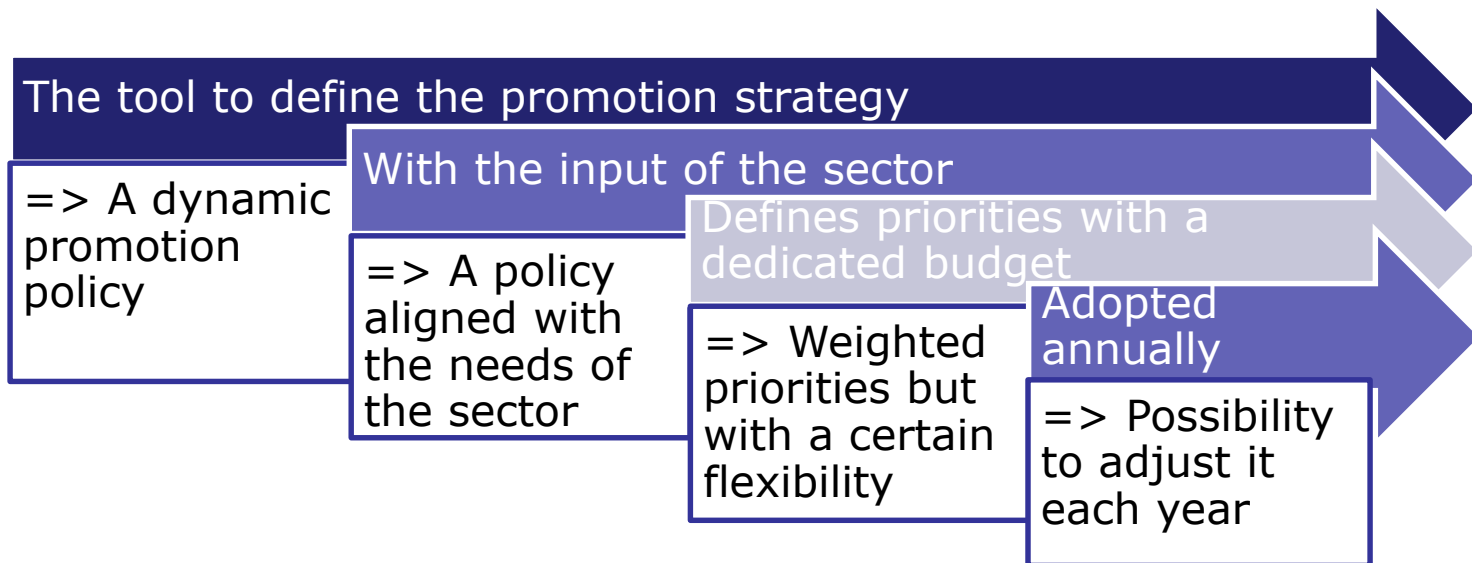 The tool to define the promotion strategy
=> A dynamic
promotion
policy
With the input of the sector
=> A policy
aligned with
the needs of
the sector
Defines priorities with a
dedicated budget
=> Weighted
priorities but
with a certain
flexibility
Adopted
annually
=> Possibility
to adjust it
each year